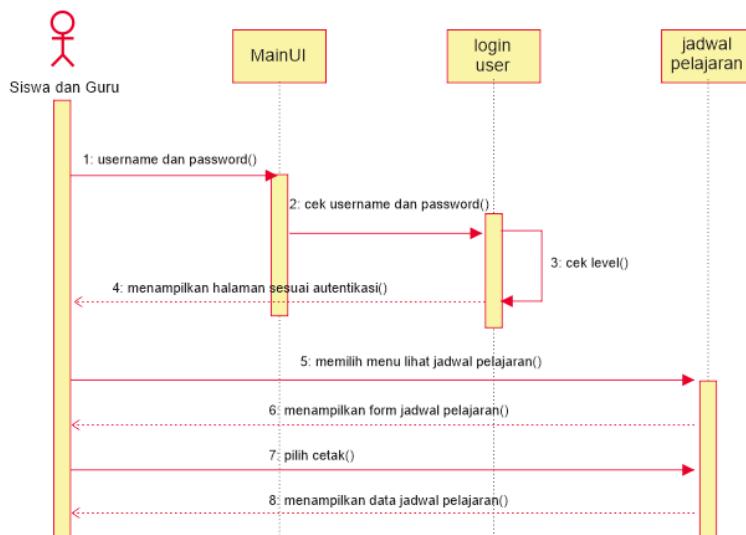 MainUI
login
user
jadwal
pelajaran
Siswa dan Guru
1: username dan password()
2: cek username dan password()
3: cek level()
4: menampilkan halaman sesuai autentikasi()
5: memilih menu lihat jadwal pelajaran()
6: menampilkan form jadwal pelajaran()
7: pilih cetak()
8: menampilkan data jadwal pelajaran()